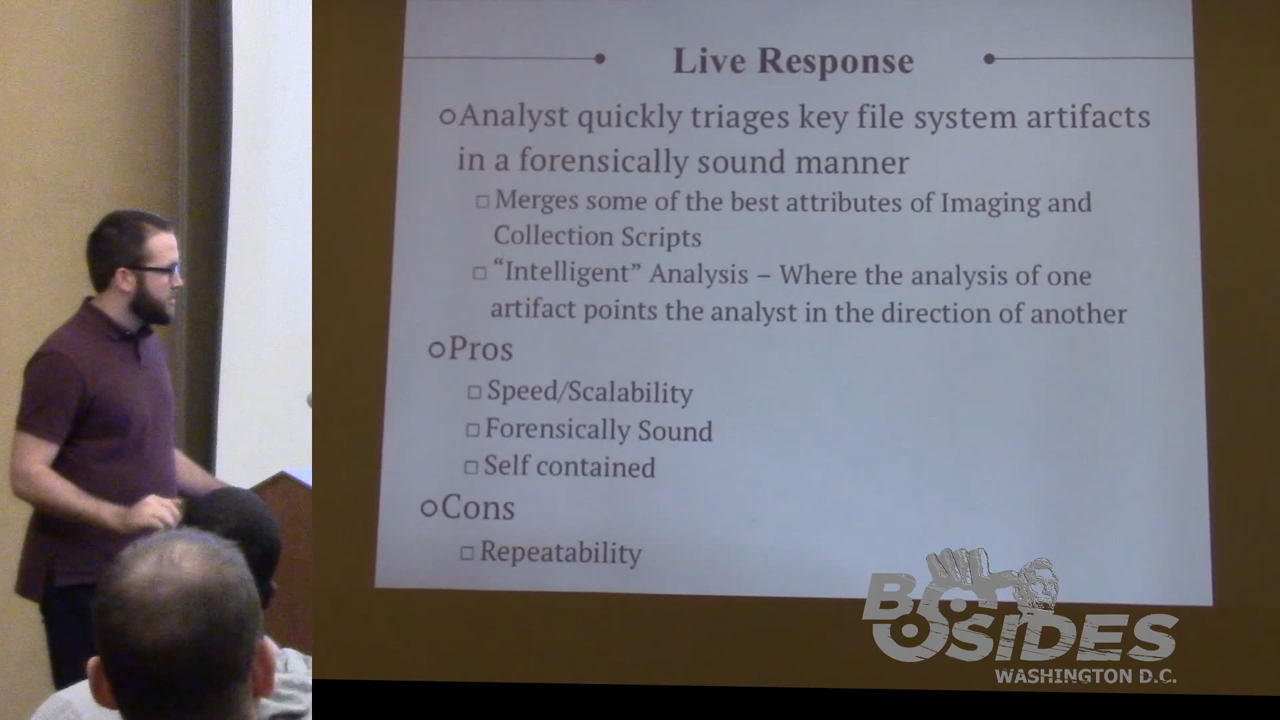 Live Response
Analyst quickly triages key file system artifacts
in a forensically sound manner
Merges some of the best attributes of Imaging and
Collection Scripts
“Intelligent” Analysis – Where the analysis of one
artifact points the analyst in the direction of another
Pros
Speed/Scalability
Forensically Sound
Self contained
Cons
Repeatability
BSIDES
WASHINGTON D.C.